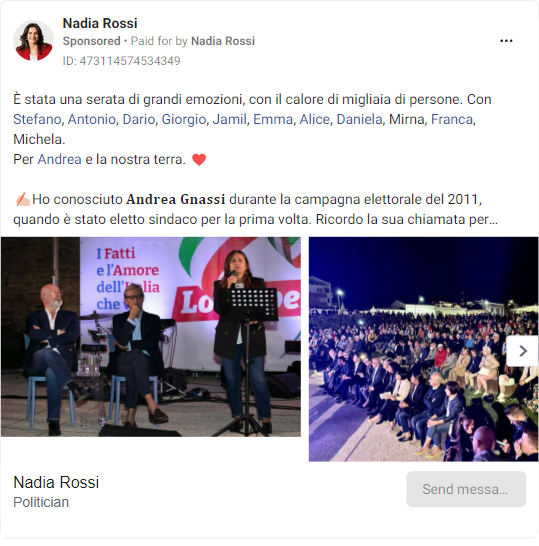 Nadia Rossi
Sponsored • Paid for by Nadia Rossi
ID: 473114574534349
È stata una serata di grandi emozioni, con il calore di migliaia di persone. Con
Stefano, Antonio, Dario, Giorgio, Jamil, Emma, Alice, Daniela, Mirna, Franca,
Michela.
Per Andrea e la nostra terra. ❤️
✍🏻Ho conosciuto 𝐀𝐧𝐝𝐫𝐞𝐚 𝐆𝐧𝐚𝐬𝐬𝐢 durante la campagna elettorale del 2011,
quando è stato eletto sindaco per la prima volta. Ricordo la sua chiamata per...
I Fatti
e l'Amore
dell'Italia
che
Nadia Rossi
Politician
Send messa...